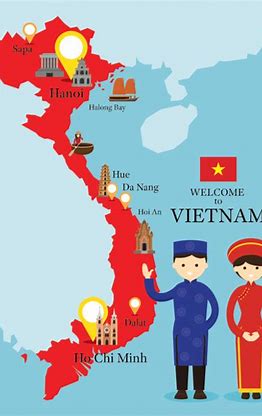 Sapa
Hanoi
Halong Bay
Hue
Da Nang
Hoi An
WELCOME
to
VIETNAM
Dalat
Ho Chi Minh